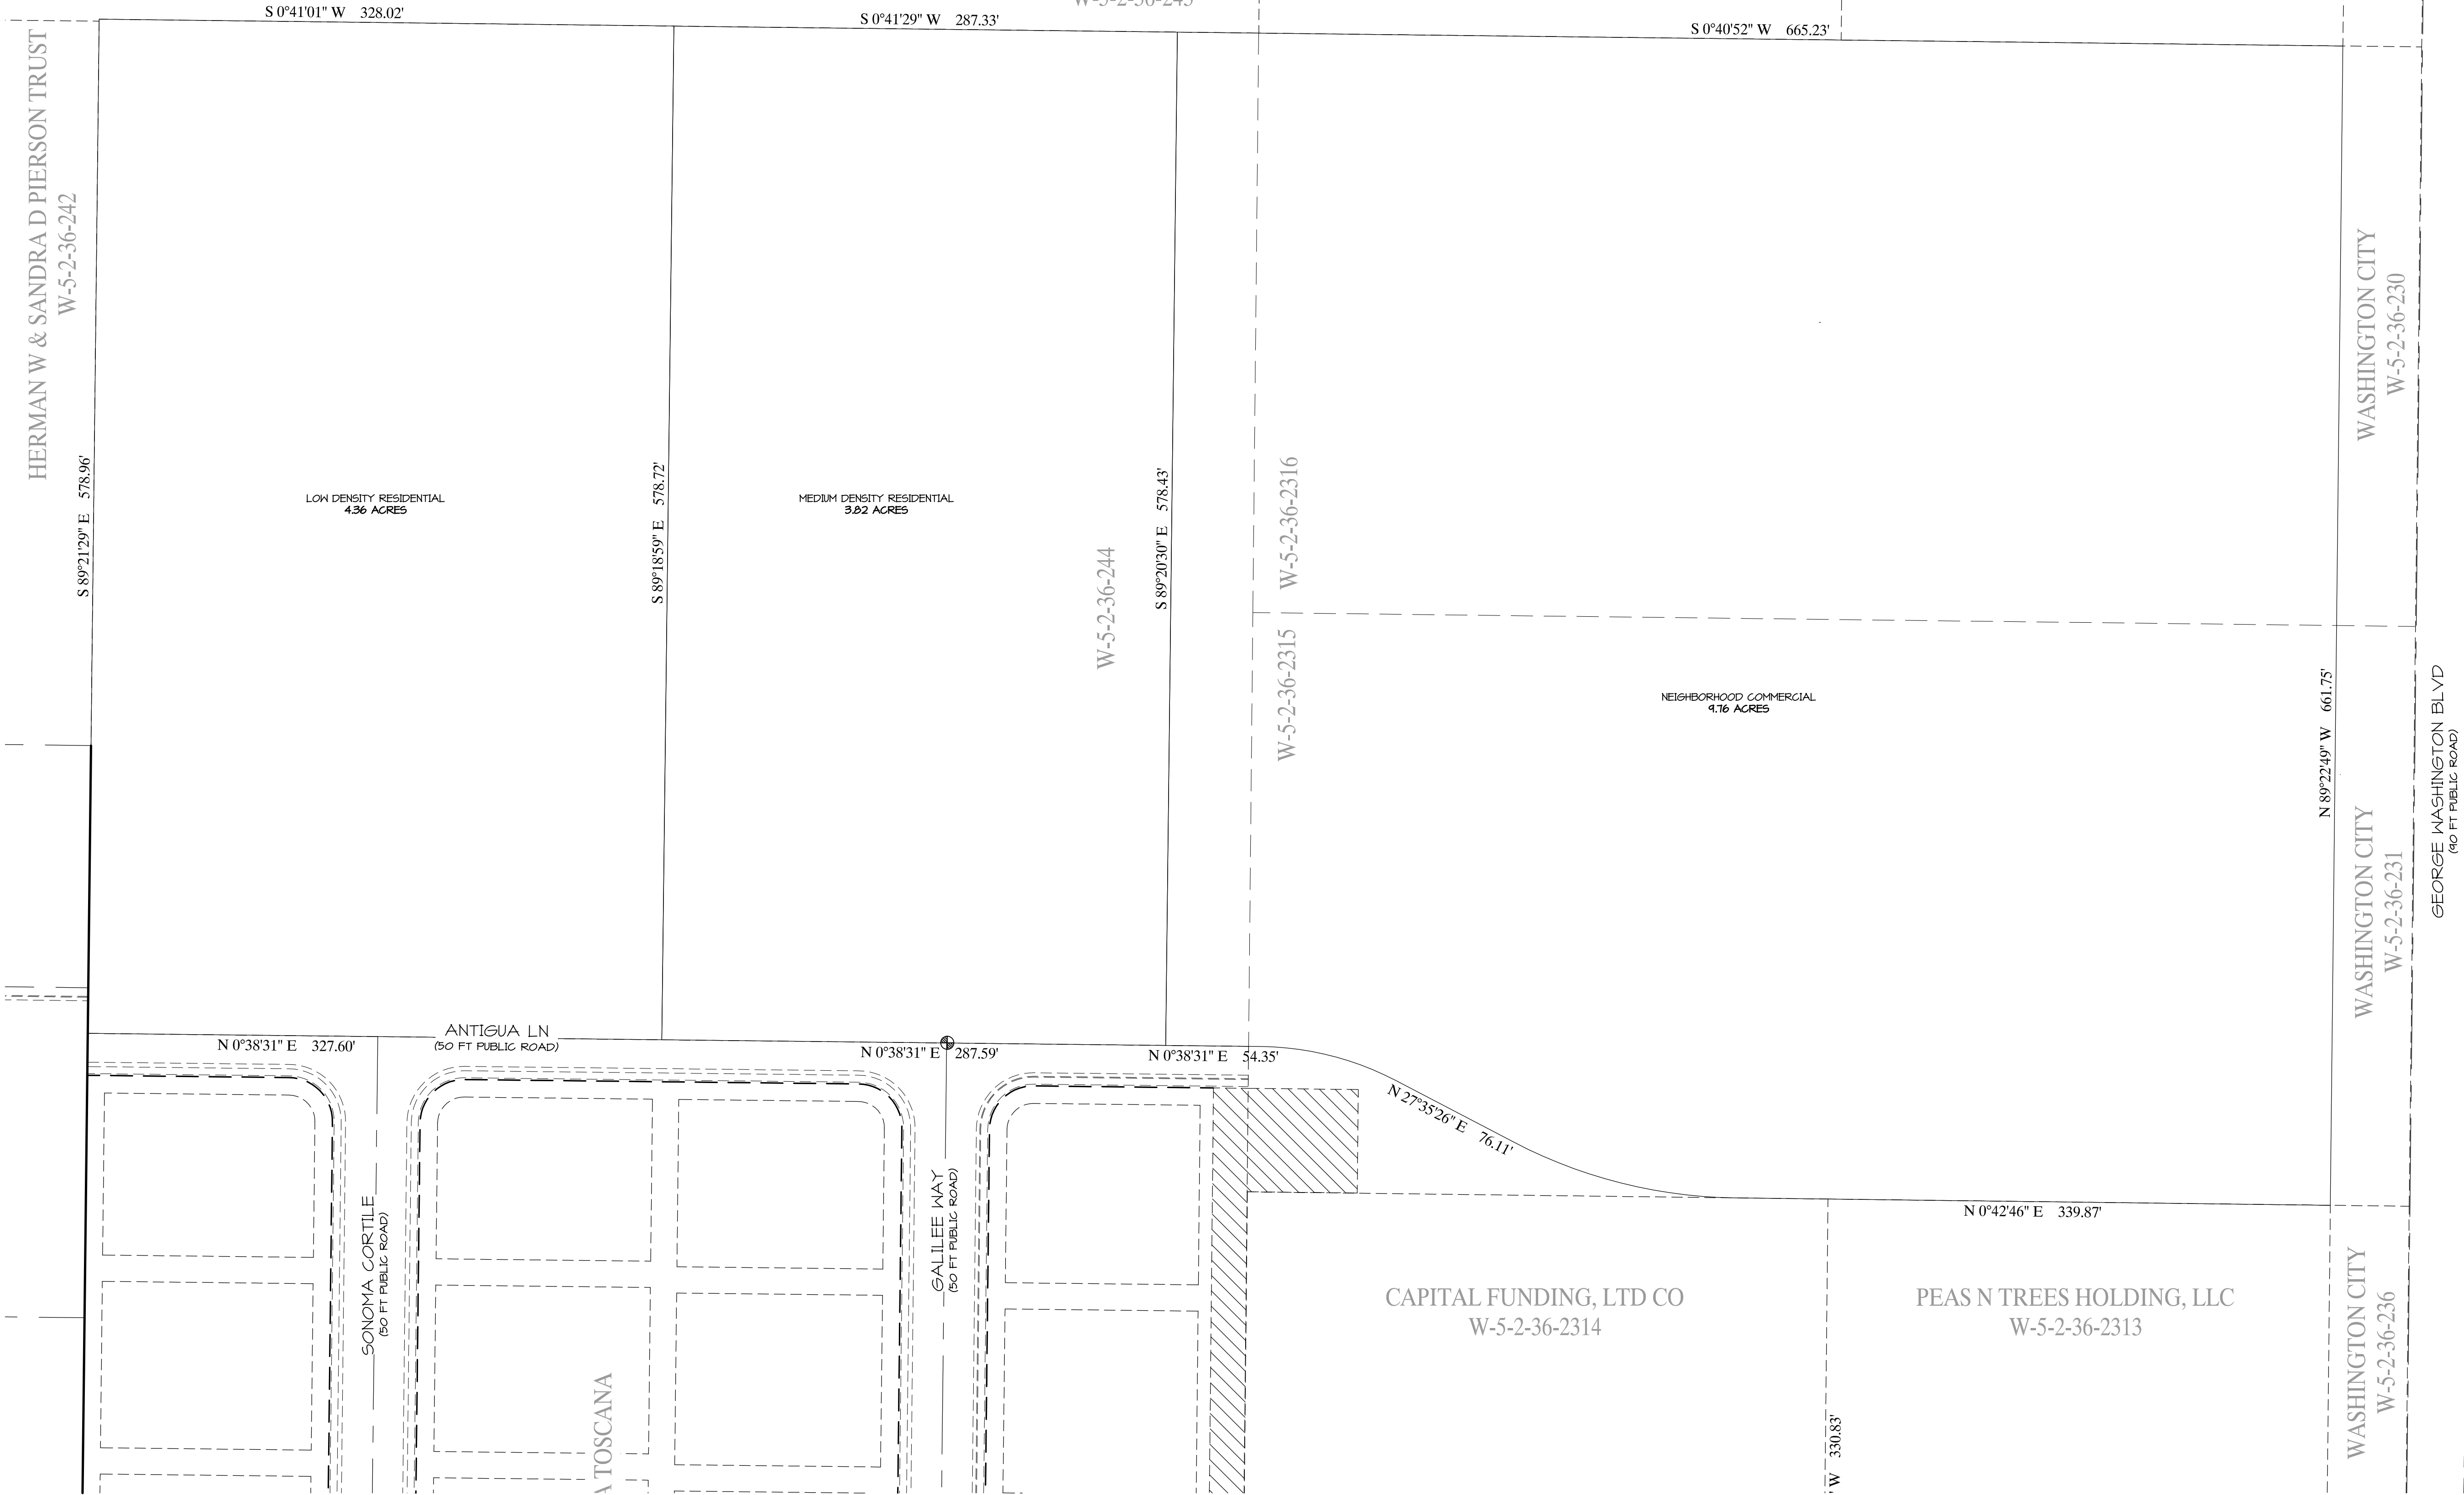 W-5-2-36-245
S 0°41'01" W 328.02'
S 0°41'29" W 287.33'
S 0°40'52" W 665.23'
HERMAN W & SANDRA D PIERSON TRUST
W-5-2-36-242
S 89°21'29" E 578.96'
LOW DENSITY RESIDENTIAL
4.36 ACRES
S 89°18'59" E 578.72'
MEDIUM DENSITY RESIDENTIAL
3.82 ACRES
W-5-2-36-244
S 89°20'30" E 578.43'
W-5-2-36-2316
W-5-2-36-2315
NEIGHBORHOOD COMMERCIAL
9.76 ACRES
N 89°22'49" W 661.75'
WASHINGTON CITY
W-5-2-36-230
WASHINGTON CITY
W-5-2-36-231
GEORGE WASHINGTON BLVD
(90 FT PUBLIC ROAD)
ANTIGUA LN
(50 FT PUBLIC ROAD)
N 0°38'31" E 327.60'
N 0°38'31" E 287.59'
N 0°38'31" E 54.35'
N 27°35'26" E 76.11'
N 0°42'46" E 339.87'
SONOMA CORTILE
(50 FT PUBLIC ROAD)
GALILEE WAY
(50 FT PUBLIC ROAD)
CAPITAL FUNDING, LTD CO
W-5-2-36-2314
PEAS N TREES HOLDING, LLC
W-5-2-36-2313
WASHINGTON CITY
W-5-2-36-236
A TOSCANA
W 330.83'